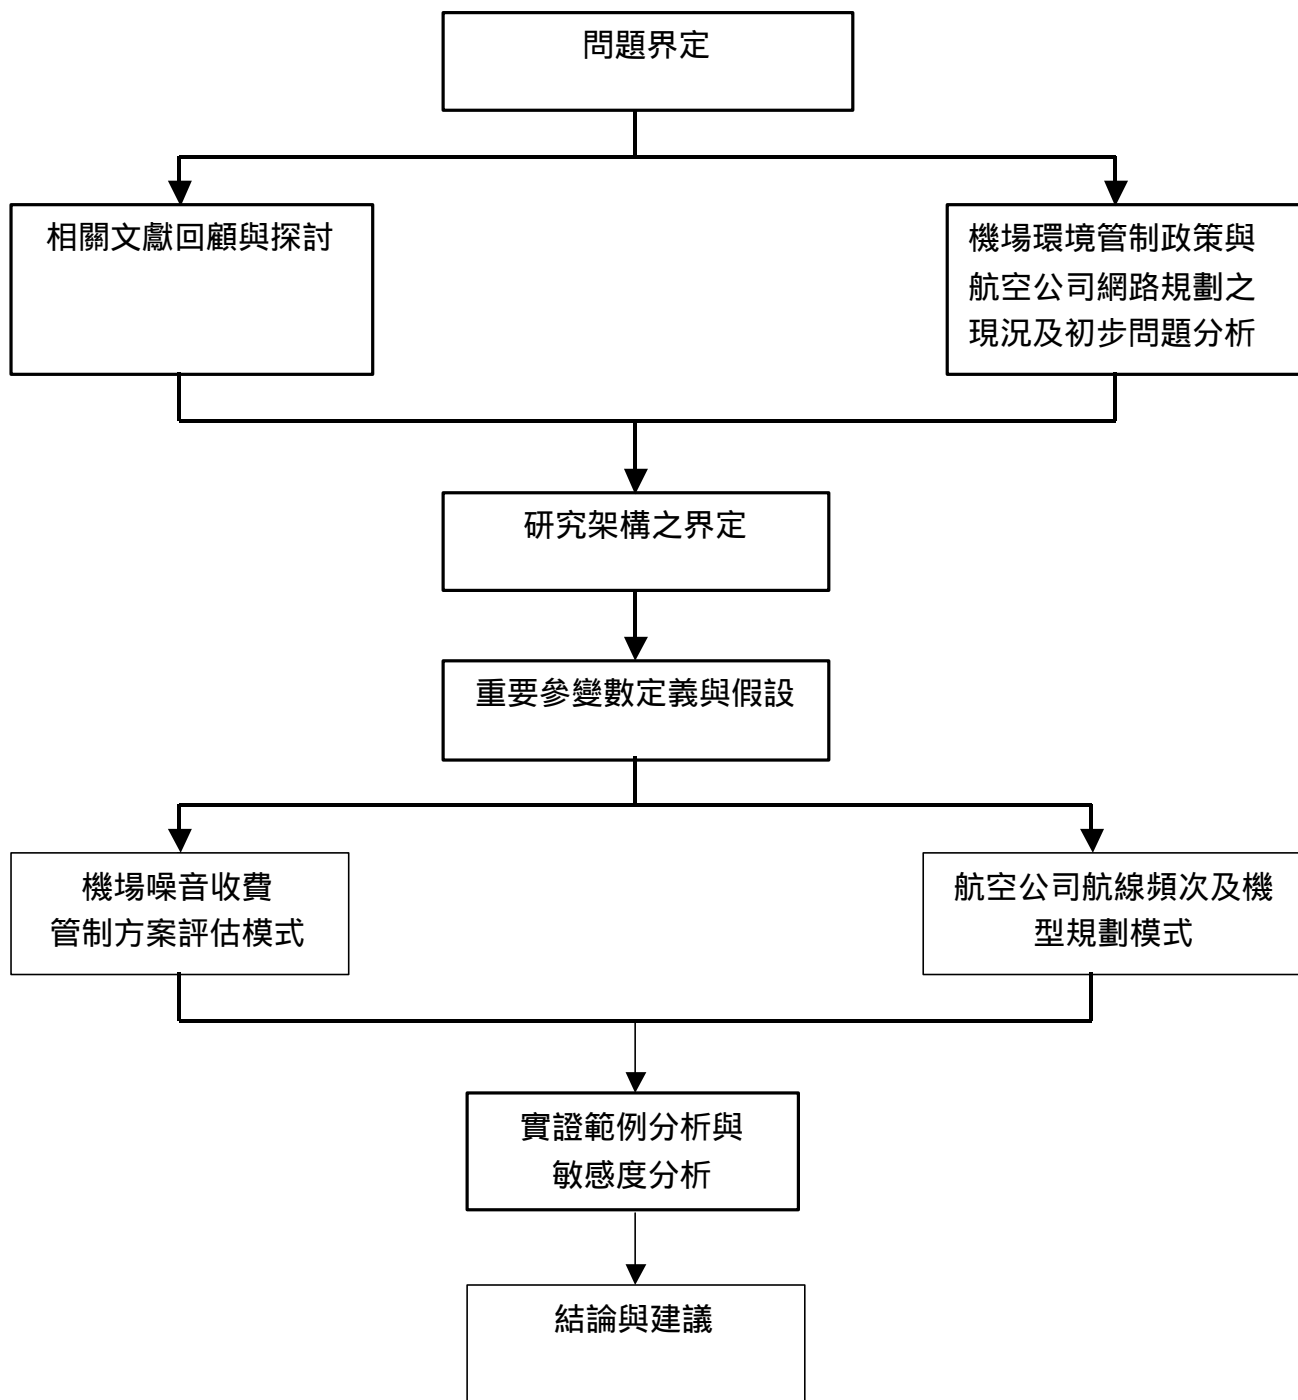 問題界定
相關文獻回顧與探討
機場環境管制政策與
航空公司網路規劃之
現況及初步問題分析
研究架構之界定
重要參變數定義與假設
機場噪音收費
管制方案評估模式
航空公司航線頻次及機
型規劃模式
實證範例分析與
敏感度分析
結論與建議